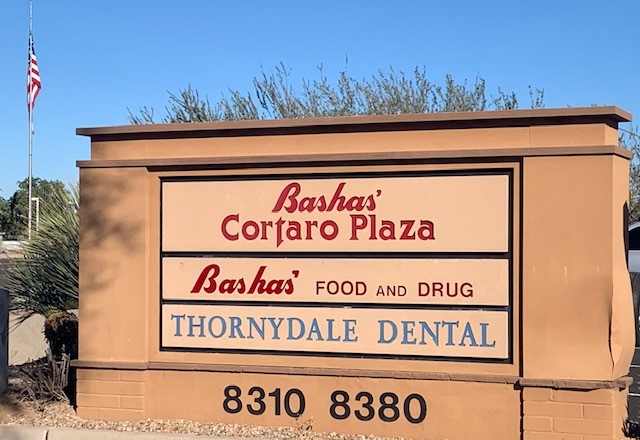 Bashas'
Cortaro Plaza
Bashas' FOOD AND DRUG
THORNYDALE DENTAL
8310 8380